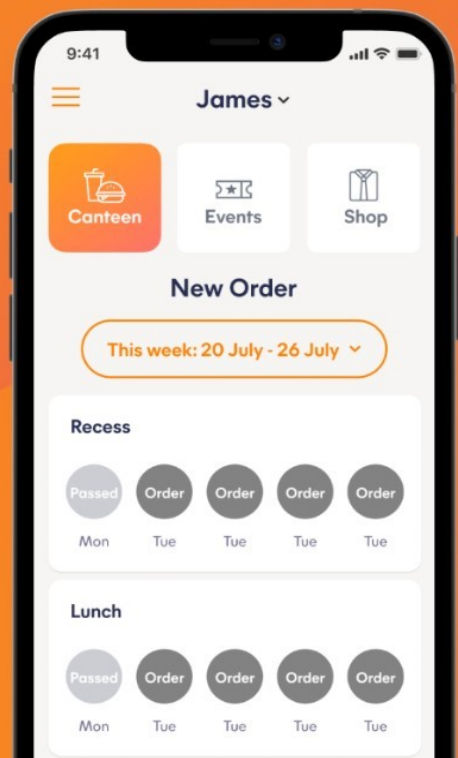 9:41
James
Canteen Events Shop
New Order
This week: 20 July - 26 July
Recess
Passed Order Order Order Order
Mon Tue Tue Tue Tue
Lunch
Passed Order Order Order Order
Mon Tue Tue Tue Tue